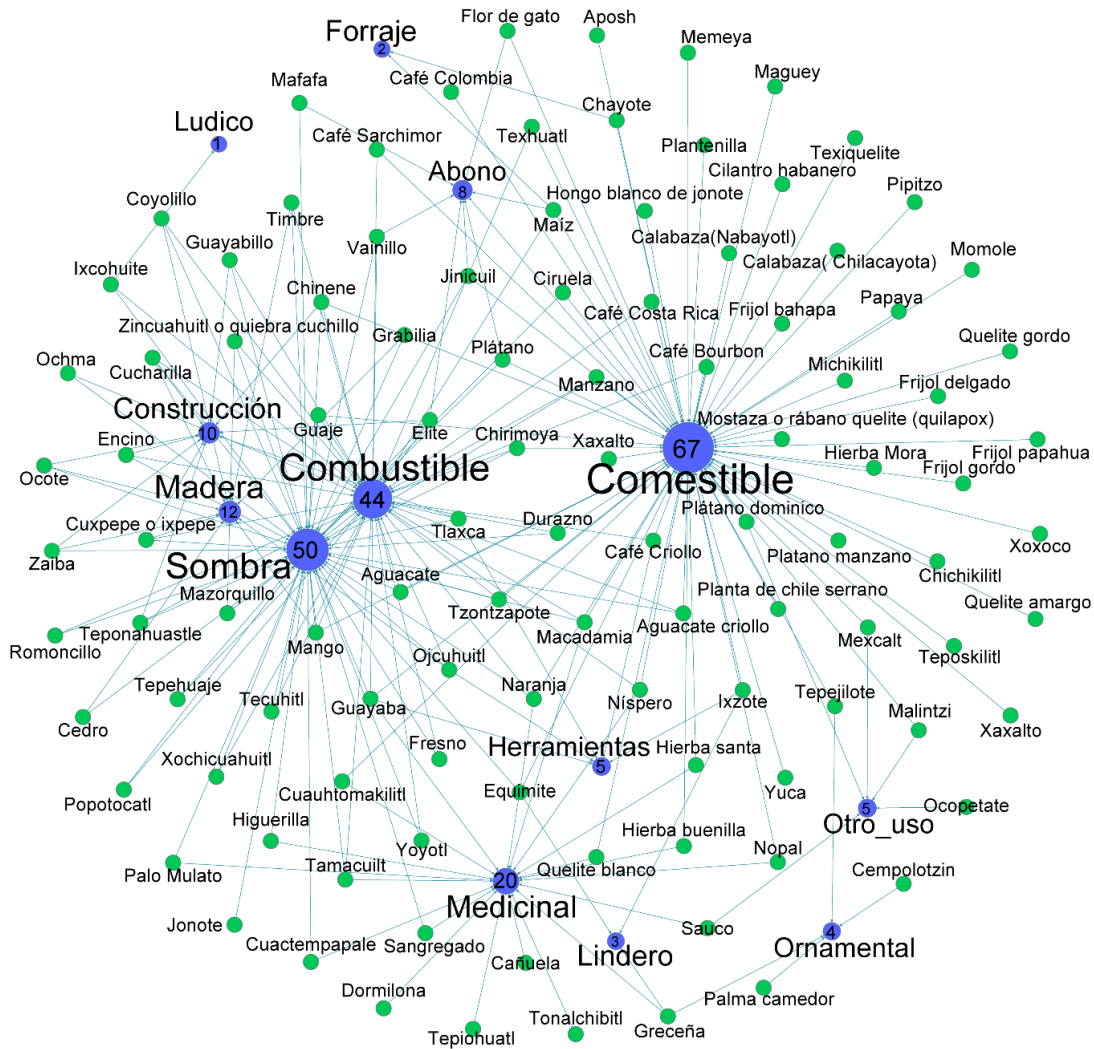 Flor de gato
Aposh
Forraje
2
Memeya
Mafafa
Café Colombia
Maguey
Ludico
1
Chayote
Café Sarchimor
Texhuatl
Plantenilla
Texiquelite
Abono
8
Cilantro habanero
Coyolillo
Timbre
Hongo blanco de jonote
Pipitzo
Maíz
Guayabillo
Vainillo
Calabaza(Nabayotl)
Momole
Ixcohuite
Jinicuil
Ciruela
Calabaza( Chilacayota)
Chinene
Papaya
Café Costa Rica
Frijol bahapa
Zincuahuitl o quiebra cuchillo
Grabilia
Quelite gordo
Ochma
Plátano
Café Bourbon
Cucharilla
Michikilitl
Manzano
Frijol delgado
Construcción
10
Mostaza o rábano quelite (quilapox)
Guaje
Elite
Chirimoya
Xaxalto
Encino
67
Hierba Mora
Frijol papahua
Combustible
44
Frijol gordo
Ocote
Comestible
Madera
12
Plátano dominico
Cuxpepe o ixpepe
Tlaxca
Durazno
Zaiba
50
Café Criollo
Platano manzano
Xoxoco
Sombra
Aguacate
Chichikilitl
Mazorquillo
Planta de chile serrano
Quelite amargo
Tzontzapote
Teponahuastle
Macadamia
Aguacate criollo
Romoncillo
Mango
Mexcalt
Teposkilitl
Ojcuhuitl
Tepehuaje
Tecuhitl
Naranja
Tepejilote
Guayaba
Níspero
Ixzote
Malintzi
Cedro
Xaxalto
Fresno
Herramientas
5
Hierba santa
Xochicuahuitl
Popotocatl
Cuauhtomakilitl
Equimite
Yuca
5
Ocopetate
Otro_uso
Higuerilla
Hierba buenilla
Yoyotl
Nopal
Palo Mulato
Tamacuilt
Quelite blanco
Cempolotzin
20
Medicinal
Jonote
Sauco
Cuactempapale
Sangregado
3
Lindero
4
Ornamental
Cañuela
Dormilona
Palma camedor
Tonalchibitl
Greceña
Tepiohuatl